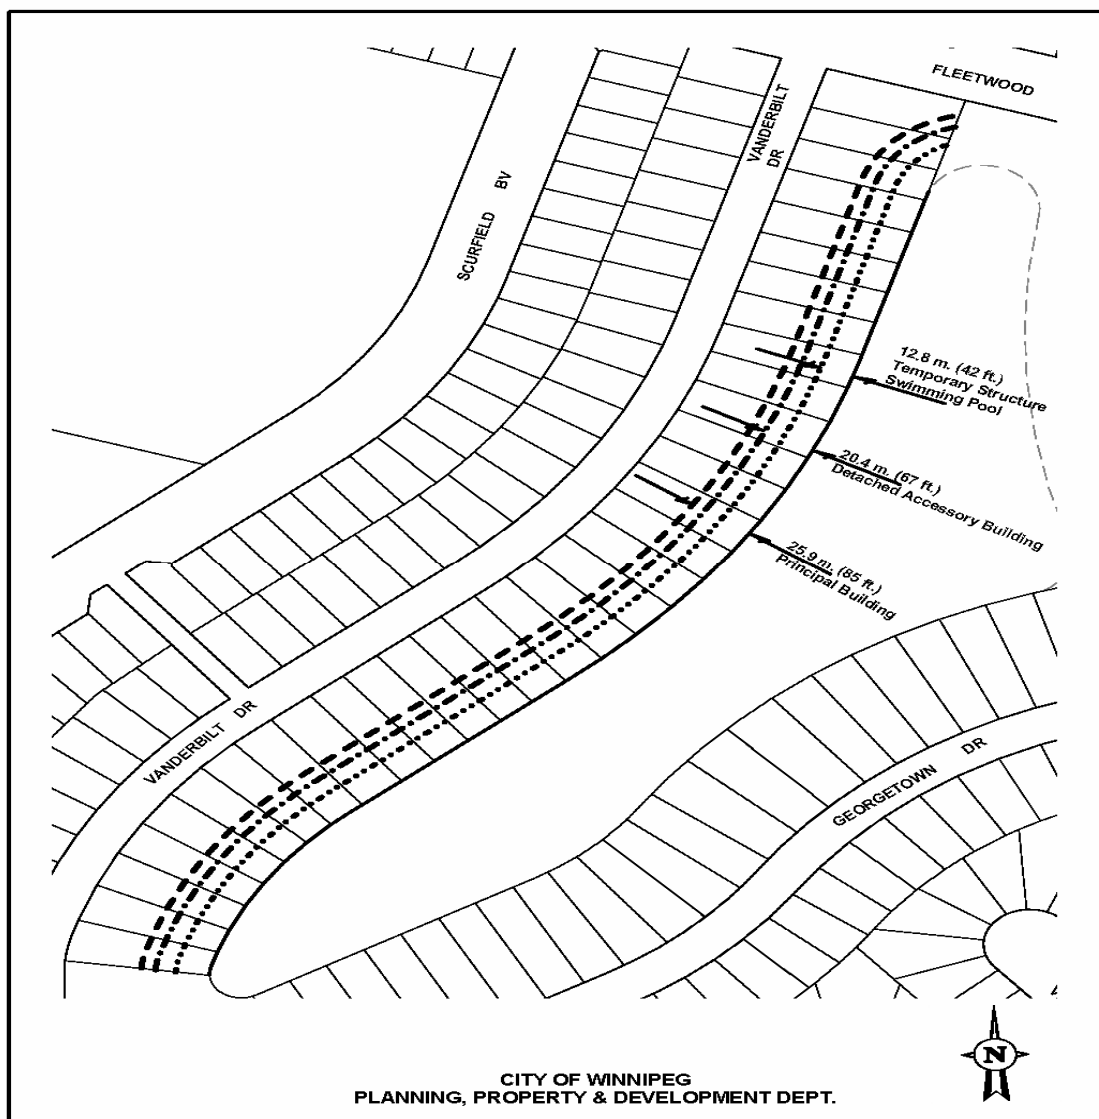 FLEETWOOD
VANDERBILT
DR
SCURFIELD BV
12.8 m. (42 ft.)
Temporary Structure
Swimming Pool
20.4 m. (67 ft.)
Detached Accessory Building
25.9 m. (85 ft.)
Principal Building
VANDERBILT DR
GEORGETOWN DR
N
CITY OF WINNIPEG
PLANNING, PROPERTY & DEVELOPMENT DEPT.